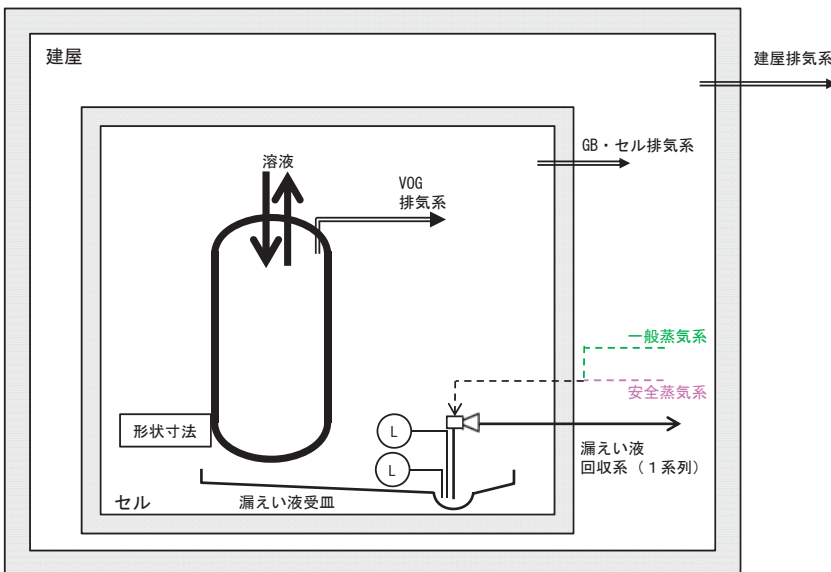 建屋
建屋排気系
GB・セル排気系
溶液
VOG
排気系
一般蒸気系
安全蒸気系
形状寸法
L
漏えい液
回収系（１系列）
L
セル
漏えい液受皿